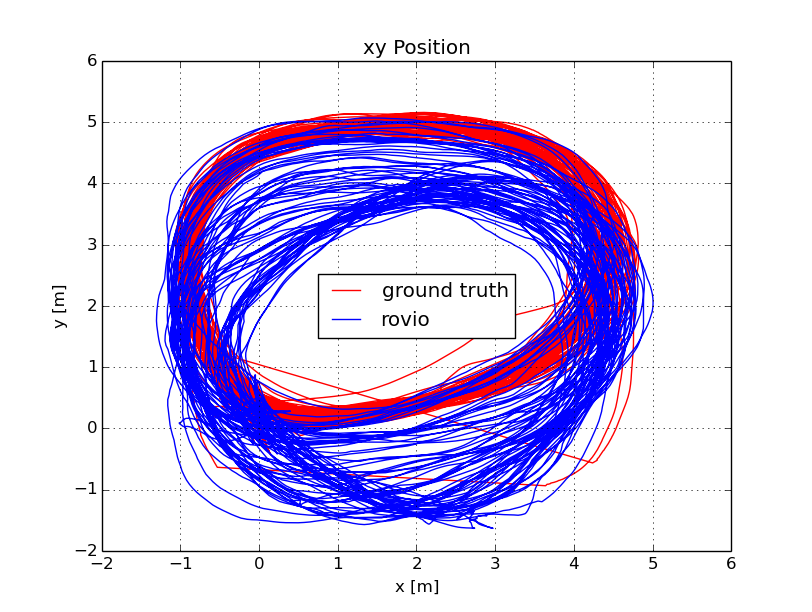 xy Position
6
5
4
3
2
1
0
−1
−2
y [m]
ground truth
rovio
−2 −1 0 1 2 3 4 5 6
x [m]